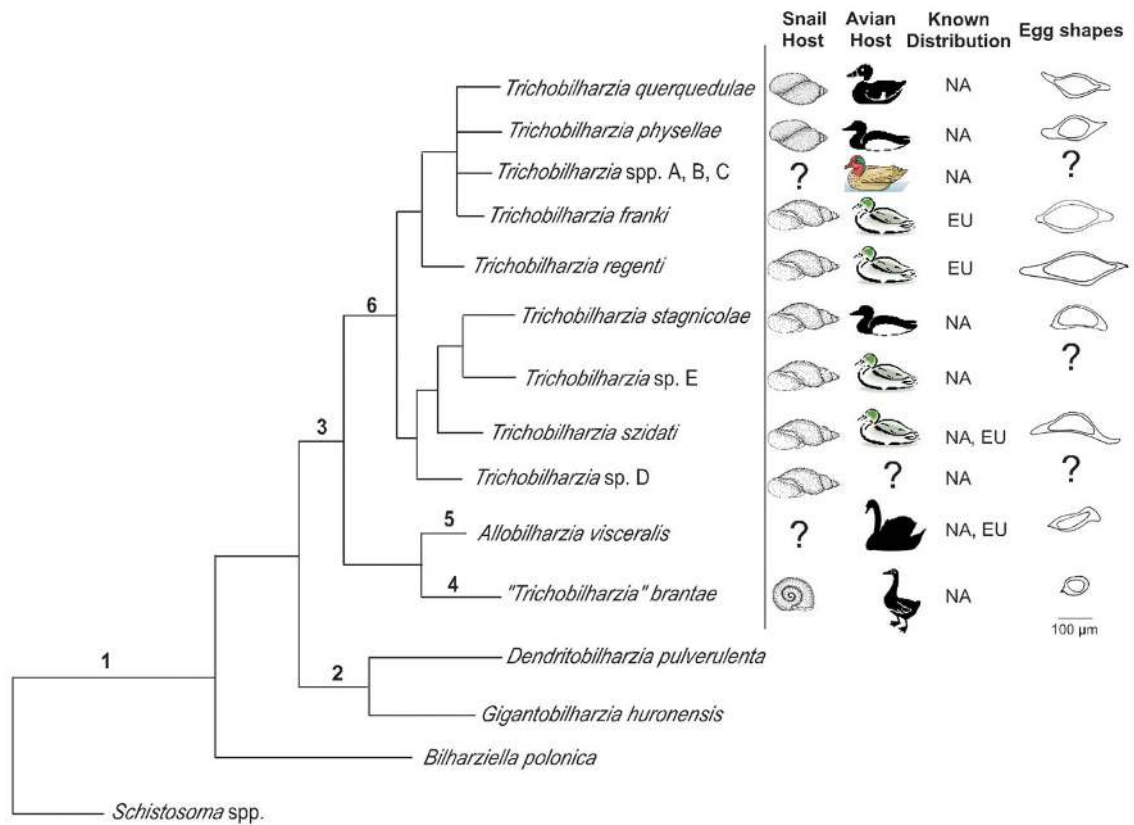 Snail Host
Avian Host
Known Distribution
Egg shapes
Trichobilharzia querquedulae NA
Trichobilharzia physellae NA
Trichobilharzia spp. A, B, C ? NA ?
Trichobilharzia franki EU
Trichobilharzia regenti EU
6
Trichobilharzia stagnicolae NA
Trichobilharzia sp. E NA ?
3
Trichobilharzia szidati NA, EU
Trichobilharzia sp. D ? NA ?
5
Allobilharzia visceralis ? NA, EU
4
"Trichobilharzia" brantae NA
100 µm
1
2
Dendritobilharzia pulverulenta
Gigantobilharzia huronensis
Bilharziella polonica
Schistosoma spp.